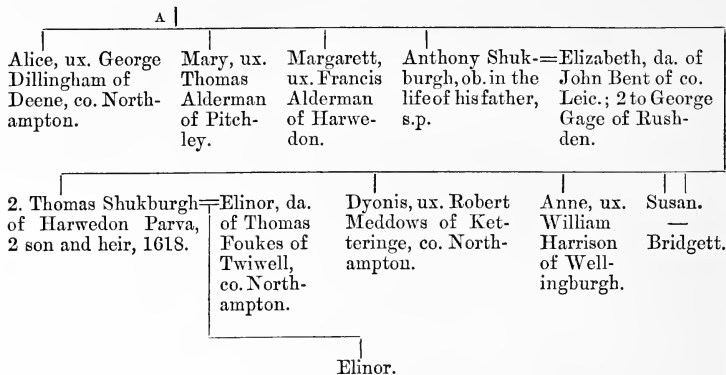 A
Alice, ux. George
Dillingham of
Deene, co. North-
ampton.
Mary, ux.
Thomas
Alderman
of Pitch-
ley.
Margarett,
ux. Francis
Alderman
of Harwe-
don.
Anthony Shuk-
burgh, ob. in the
life of his father,
s.p.
Elizabeth, da. of
John Bent of co.
Leic.; 2 to George
Gage of Rush-
den.
2. Thomas Shukburgh
of Harwedon Parva,
2 son and heir, 1618.
Elinor, da.
of Thomas
Foukes of
Twiwell,
co. North-
ampton.
Dyonis, ux. Robert
Meddows of Ket-
teringe, co. North-
ampton.
Anne, ux.
William
Harrison
of Well-
ingburgh.
Susan.
—
Bridgett.
Elinor.